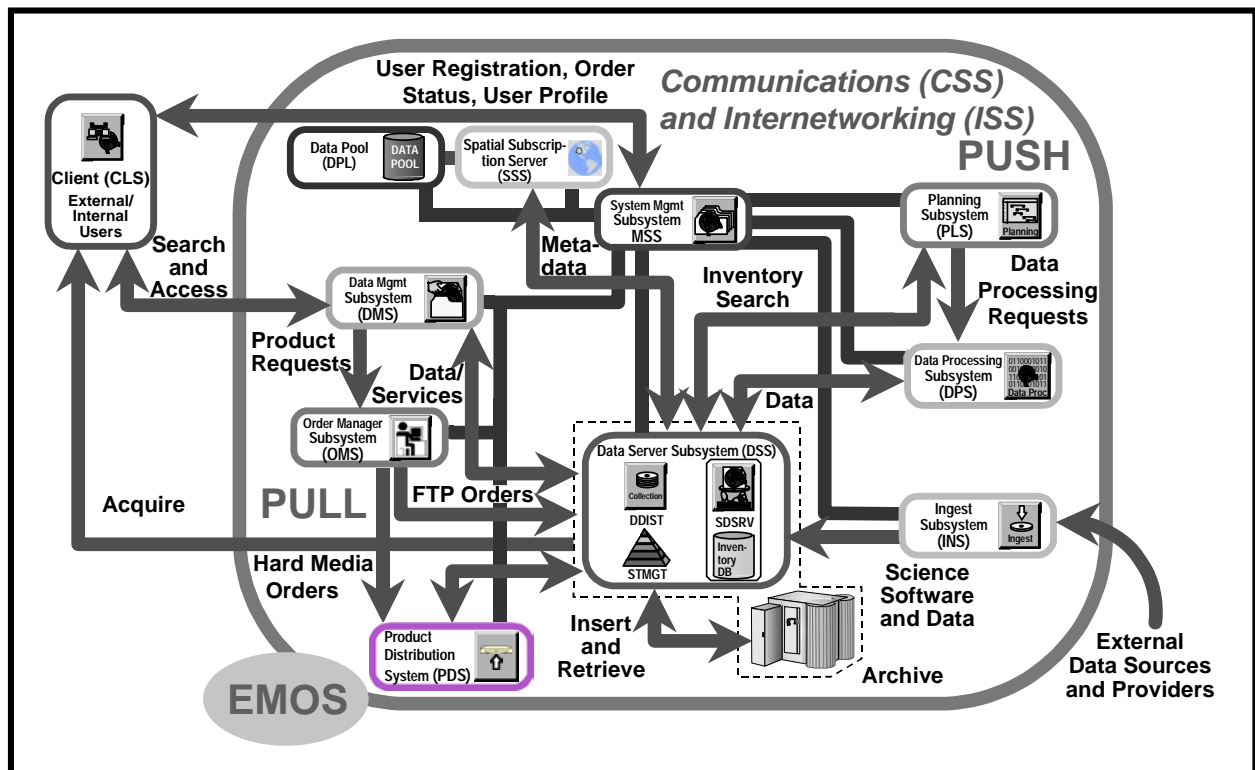 User Registration, Order
Status, User Profile
Communications (CSS)
and Internetworking (ISS)
PUSH
Client (CLS)
External/
Internal
Users
Data Pool
(DPL)
DATA
POOL
Spatial Subscrip-
tion Server
(SSS)
System Mgmt
Subsystem
MSS
Planning
Subsystem
(PLS)
Planning
Search
and
Access
Meta-
data
Inventory
Search
Data
Processing
Requests
Data Mgmt
Subsystem
(DMS)
Product
Requests
Data/
Services
Data Processing
Subsystem
(DPS)
Data Proc
Data
Order Manager
Subsystem
(OMS)
Data Server Subsystem (DSS)
Collection
DDIST
SDSRV
STMGT
Inven-
tory
DB
PULL
FTP Orders
Acquire
Hard Media
Orders
Ingest
Subsystem
(INS)
Ingest
Science
Software
and Data
Product
Distribution
System (PDS)
Insert
and
Retrieve
Archive
External
Data Sources
and Providers
EMOS